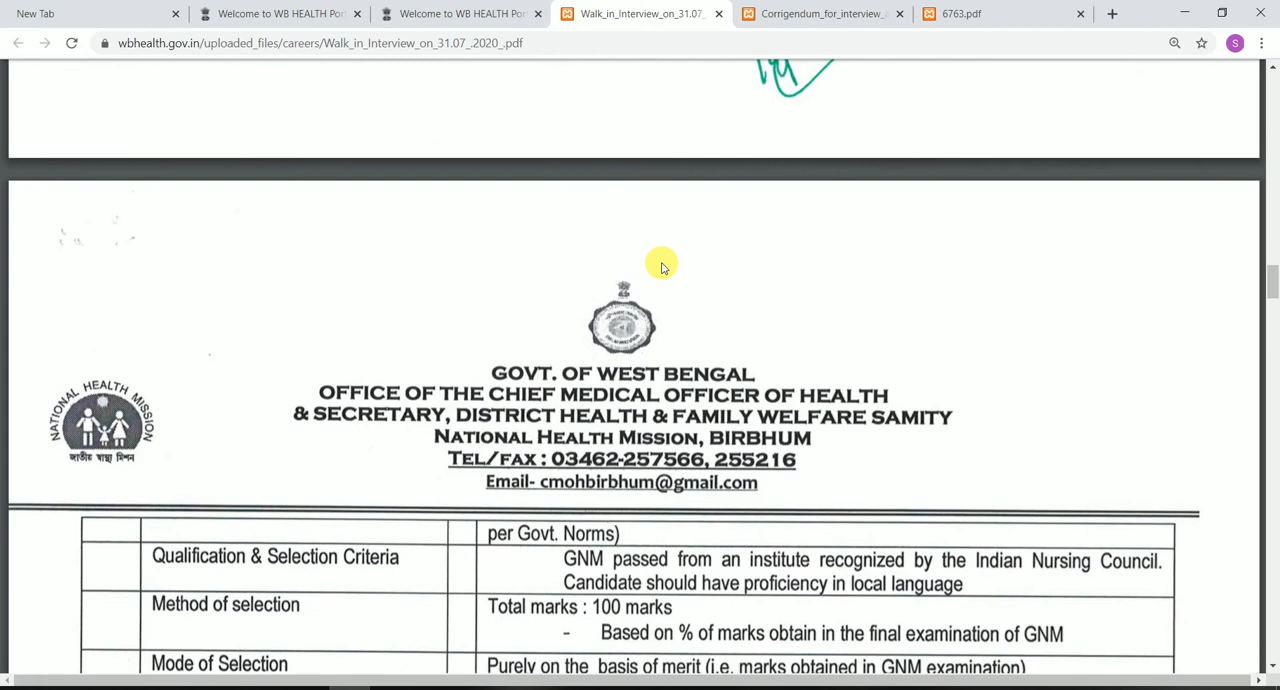 New Tab
Welcome to WB HEALTH Por
Welcome to WB HEALTH Por
Walk_in_Interview_on_31.07_
Corrigendum_for_interview_
6763.pdf
wbhealth.gov.in/uploaded_files/careers/Walk_in_Interview_on_31.07_.2020_.pdf
S
GOVT. OF WEST BENGAL
OFFICE OF THE CHIEF MEDICAL OFFICER OF HEALTH
& SECRETARY, DISTRICT HEALTH & FAMILY WELFARE SAMITY
NATIONAL HEALTH MISSION, BIRBHUM
TEL/FAX : 03462-257566, 255216
Email- cmohbirbhum@gmail.com
NATIONAL HEALTH MISSION
জাতীয় স্বাস্থ্য মিশন
per Govt. Norms)
Qualification & Selection Criteria
GNM passed from an institute recognized by the Indian Nursing Council.
Candidate should have proficiency in local language
Method of selection
Total marks : 100 marks
- Based on % of marks obtain in the final examination of GNM
Mode of Selection
Purely on the basis of merit (i.e. marks obtained in GNM examination)